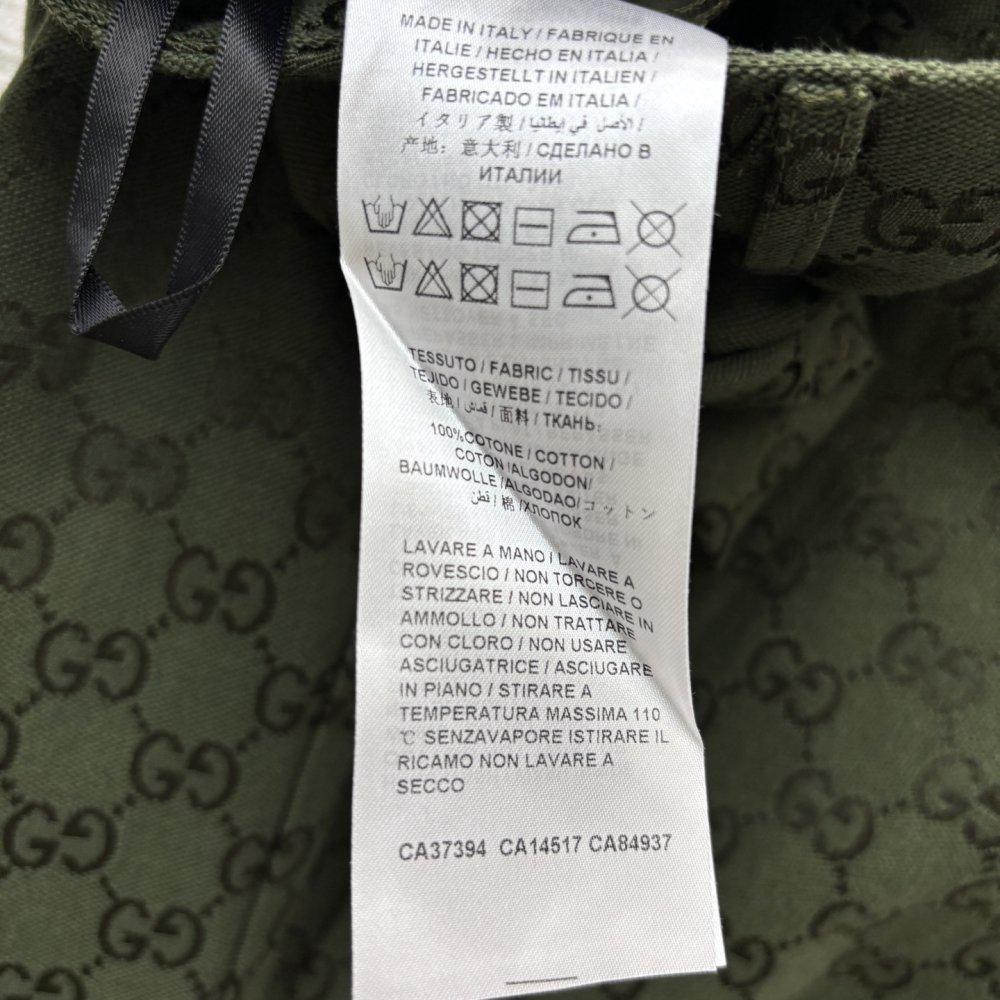 MADE IN ITALY / FABRIQUE EN
ITALIE / HECHO EN ITALIA /
HERGESTELLT IN ITALIEN /
FABRICADO EM ITALIA /
イタリア製 / الأصل في إيطاليا /
产地: 意大利 / СДЕЛАНО В
ИТАЛИИ
TESSUTO / FABRIC / TISSU /
TEJIDO / GEWEBE / TECIDO /
表地 / قماش / 面料 / ТКАНЬ:
100%COTONE / COTTON /
COTON /ALGODON/
BAUMWOLLE /ALGODAO/ コットン
قطن / 棉 /ХЛОПОК
LAVARE A MANO / LAVARE A
ROVESCIO / NON TORCERE O
STRIZZARE / NON LASCIARE IN
AMMOLLO / NON TRATTARE
CON CLORO / NON USARE
ASCIUGATRICE / ASCIUGARE
IN PIANO / STIRARE A
TEMPERATURA MASSIMA 110
℃ SENZAVAPORE ISTIRARE IL
RICAMO NON LAVARE A
SECCO
CA37394 CA14517 CA84937